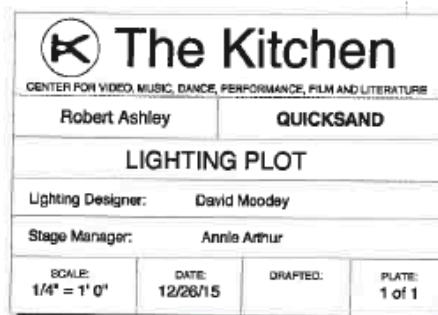 The Kitchen
CENTER FOR VIDEO, MUSIC, DANCE, PERFORMANCE, FILM AND LITERATURE
Robert Ashley QUICKSAND
LIGHTING PLOT
Lighting Designer: David Moodey
Stage Manager: Annie Arthur
SCALE: DATE: DRAFTED: PLATE:
1/4" = 1' 0" 12/26/15 1 of 1